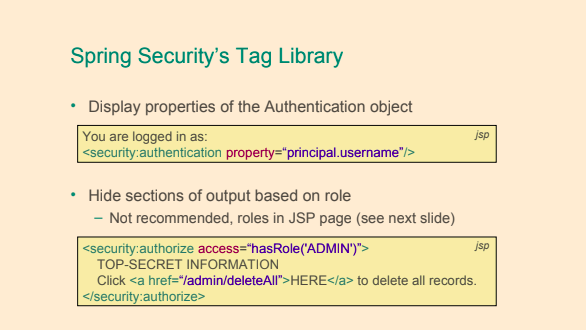 Spring Security’s Tag Library
• Display properties of the Authentication object
You are logged in as: jsp
<security:authentication property=“principal.username”/>
• Hide sections of output based on role
– Not recommended, roles in JSP page (see next slide)
<security:authorize access=“hasRole('ADMIN')”> jsp
TOP-SECRET INFORMATION
Click <a href=“/admin/deleteAll”>HERE</a> to delete all records.
</security:authorize>